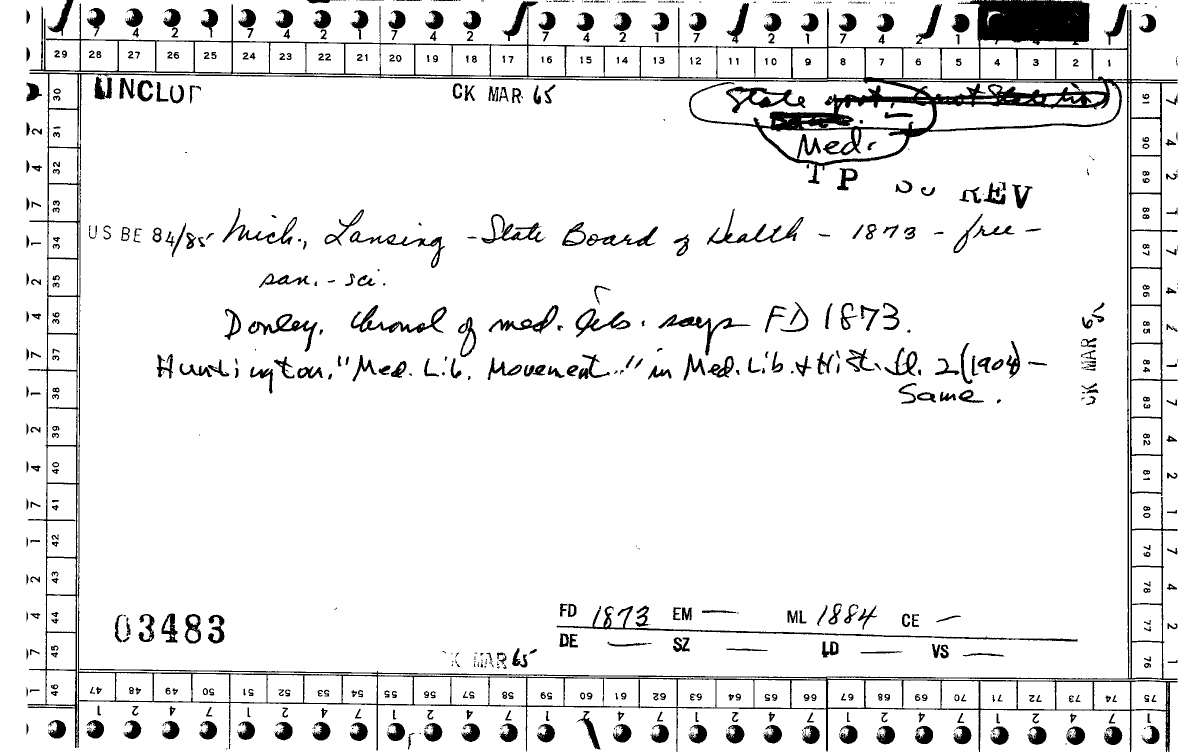 7 4 2 1 7 4 2 1 7 4 2 7 4 2 1 7 4 2 1 7 4 2 1 7 4 2 1
29 28 27 26 25 24 23 22 21 20 19 18 17 16 15 14 13 12 11 10 9 8 7 6 5 4 3 2 1
UNCLOT CK MAR 65 State govt.
Med.
TP REV
US BE 84/85 Mich., Lansing - State Board of Health - 1873 - free -
san. - sci.
Donley, Chronol of med. libs. says FD 1873.
Huntington, "Med. Lib. Movement..." in Med. Lib. & Hist. Jl. 2(1904) -
Same.
CK MAR 65
30 31 32 33 34 35 36 37 38 39 40 41 42 43 44 45 46
91 90 89 88 87 86 85 84 83 82 81 80 79 78 77 76
03483
FD 1873 EM — ML 1884 CE —
DE — SZ — LD — VS —
CK MAR 65
47 48 49 50 51 52 53 54 55 56 57 58 59 60 61 62 63 64 65 66 67 68 69 70 71 72 73 74 75
1 2 4 7 1 2 4 7 1 2 4 7 1 2 4 7 1 2 4 7 1 2 4 7 1 2 4 7